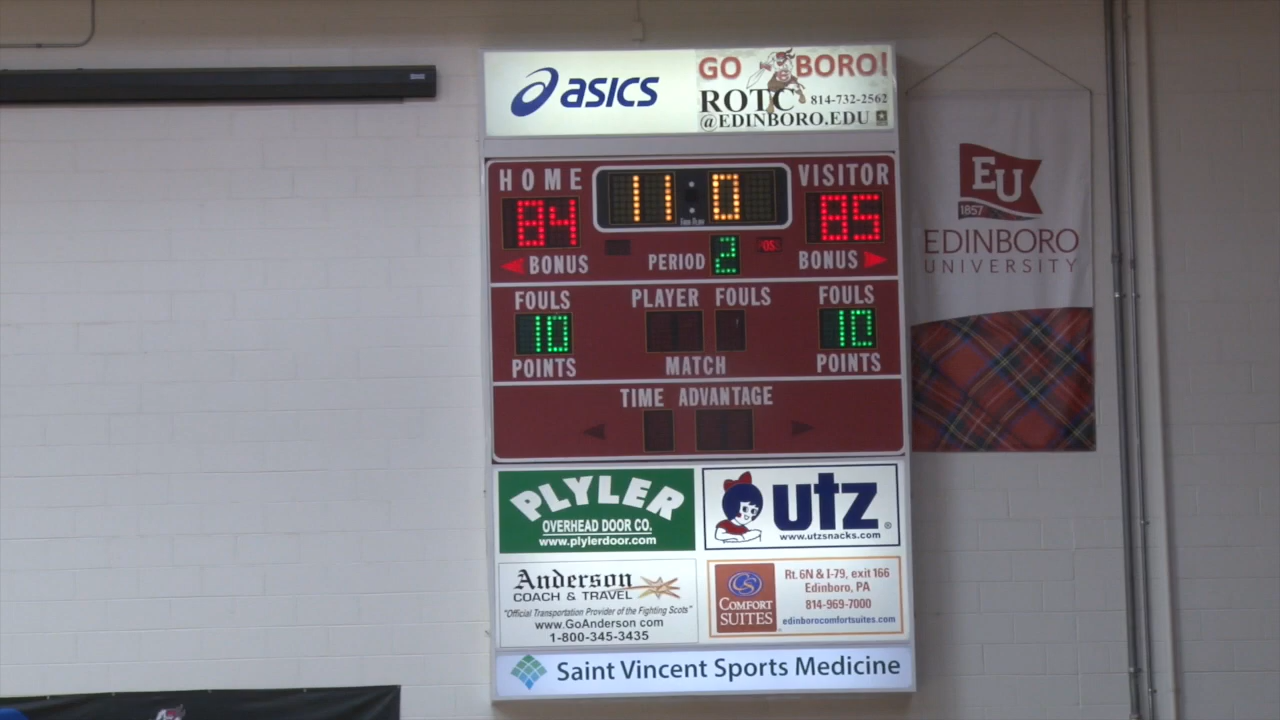 asics
GO BORO!
ROTC 814-732-2562
@EDINBORO.EDU
HOME 11 0 VISITOR
84 85
BONUS PERIOD 2 BONUS
FOULS PLAYER FOULS FOULS
10 10
POINTS MATCH POINTS
TIME ADVANTAGE
EU
1857
EDINBORO
UNIVERSITY
PLYLER
OVERHEAD DOOR CO.
www.plylerdoor.com
utz ®
www.utzsnacks.com
Anderson
COACH & TRAVEL
"Official Transportation Provider of the Fighting Scots"
www.GoAnderson.com
1-800-345-3435
COMFORT
SUITES
Rt. 6N & I-79, exit 166
Edinboro, PA
814-969-7000
edinborocomfortsuites.com
Saint Vincent Sports Medicine